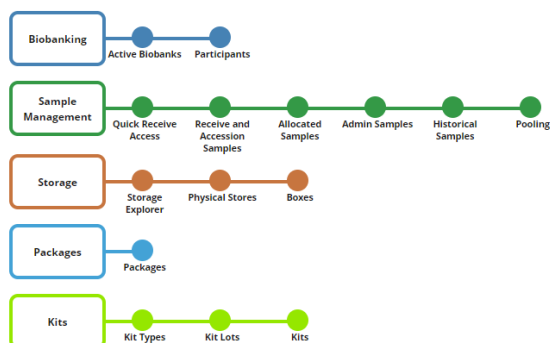 Biobanking
Active Biobanks
Participants
Sample
Management
Quick Receive
Access
Receive and
Accession
Samples
Allocated
Samples
Admin Samples
Historical
Samples
Pooling
Storage
Storage
Explorer
Physical Stores
Boxes
Packages
Packages
Kits
Kit Types
Kit Lots
Kits